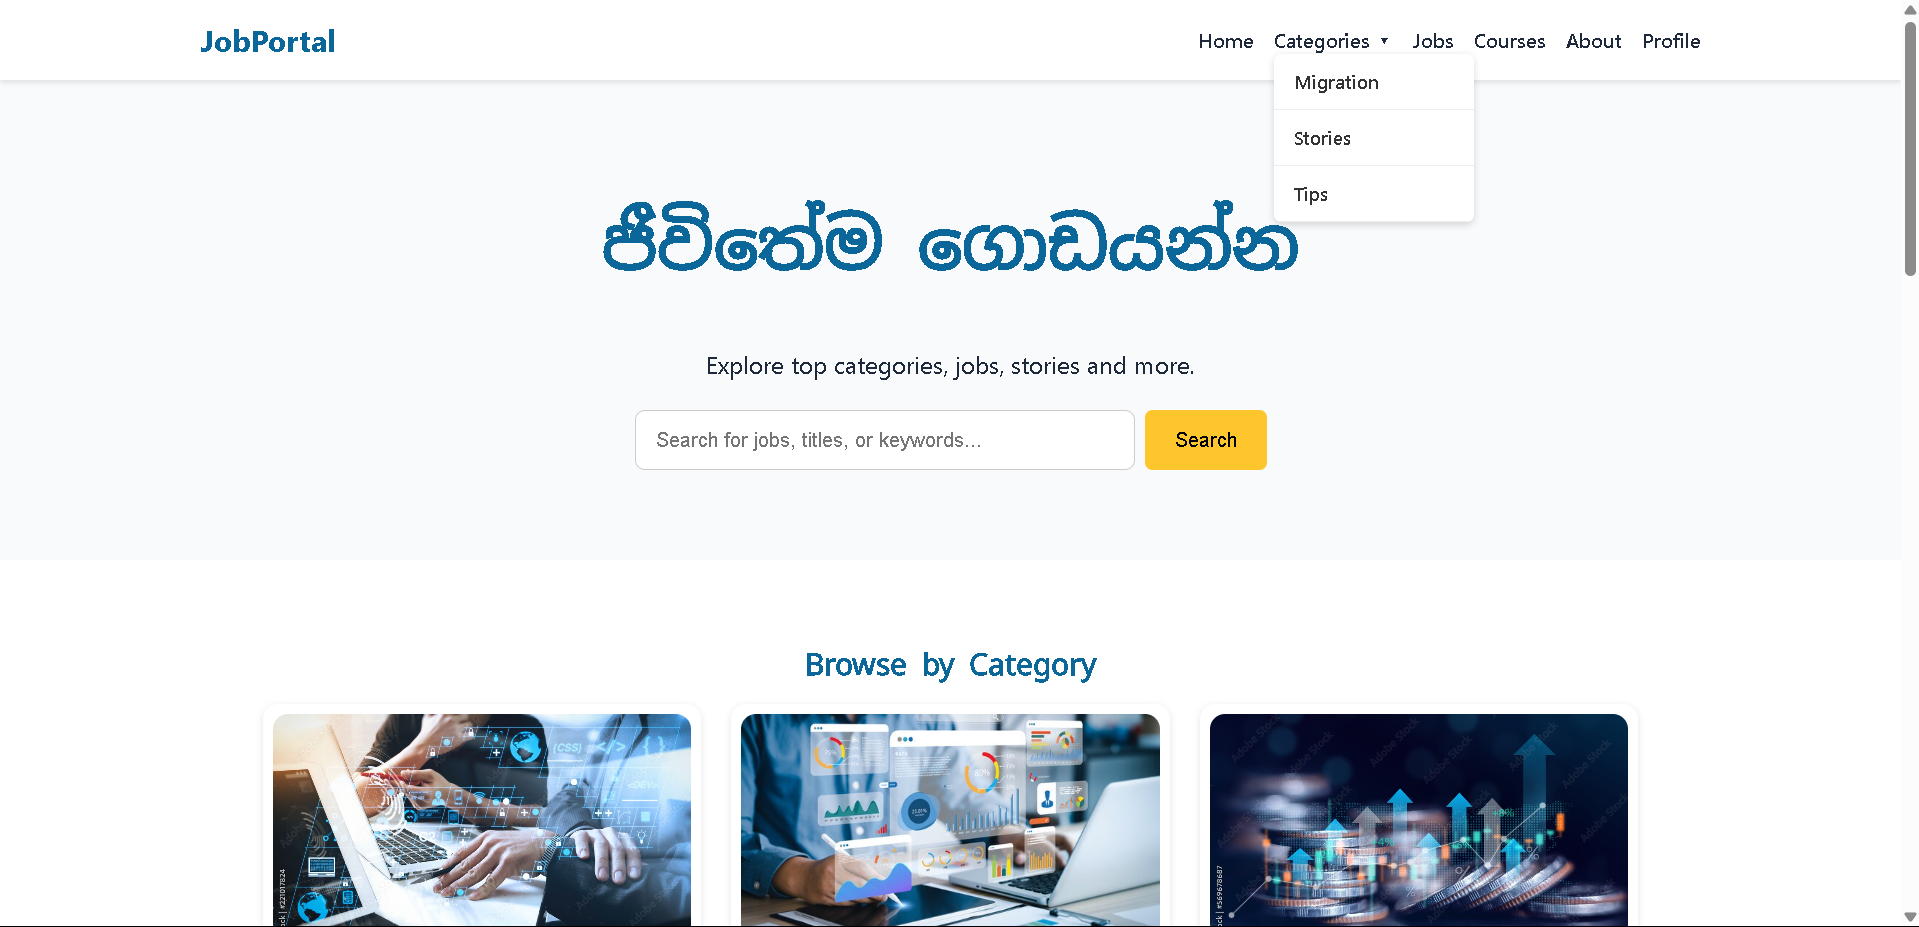 JobPortal
Home Categories ▼ Jobs Courses About Profile
Migration
Stories
Tips
ජීවිතේම ගොඩයන්න
Explore top categories, jobs, stories and more.
Search for jobs, titles, or keywords...
Search
Browse by Category